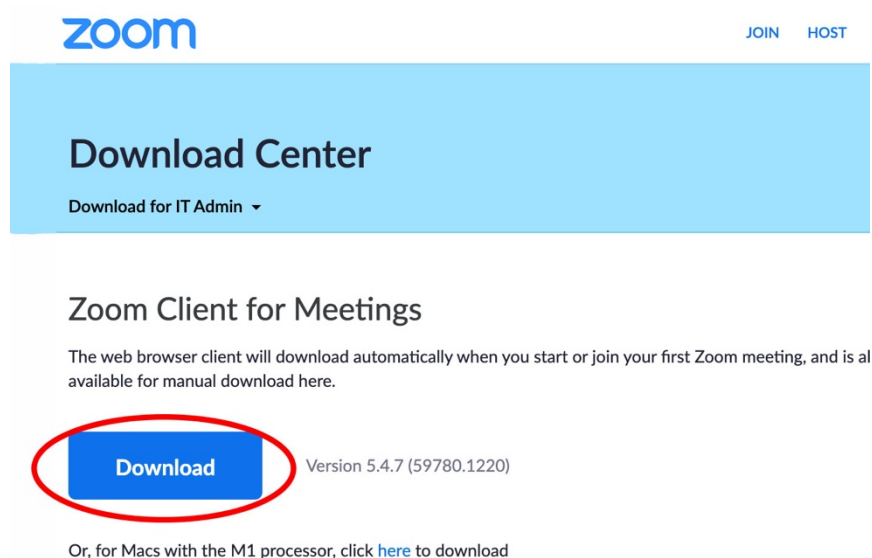 zoom
JOIN HOST
Download Center
Download for IT Admin
Zoom Client for Meetings
The web browser client will download automatically when you start or join your first Zoom meeting, and is al
available for manual download here.
Download Version 5.4.7 (59780.1220)
Or, for Macs with the M1 processor, click here to download